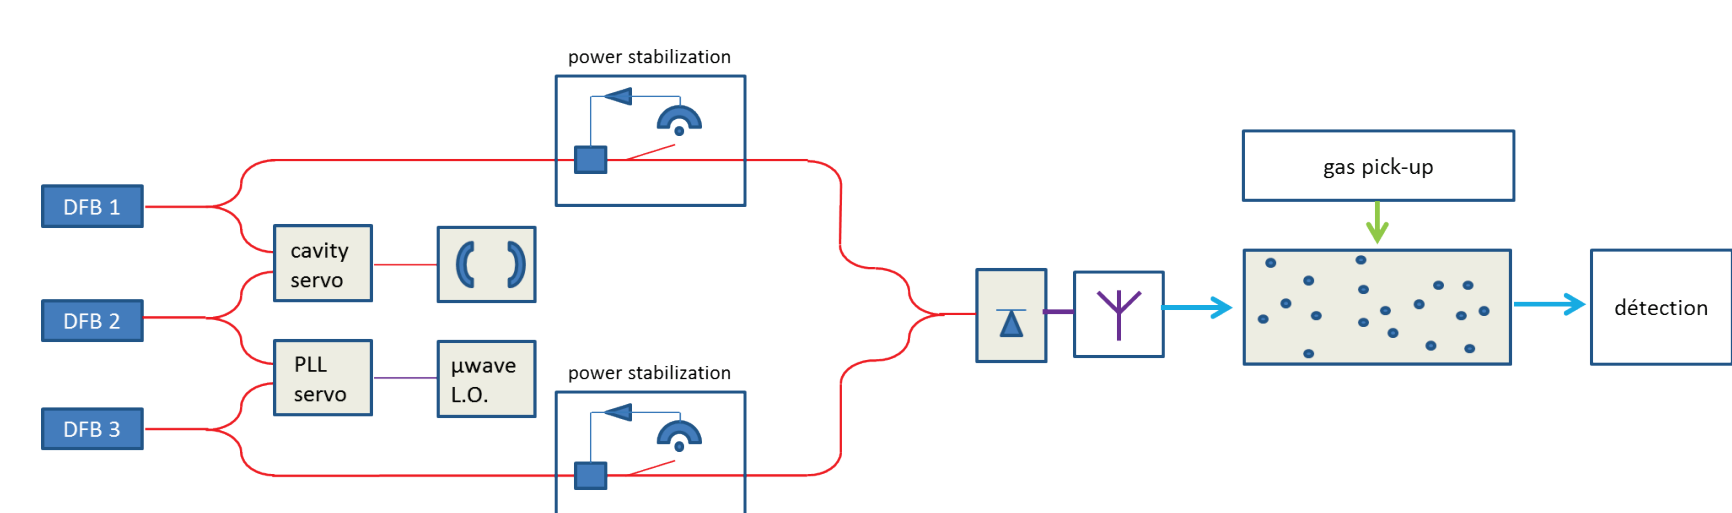 power stabilization
gas pick-up
DFB 1
cavity
servo
DFB 2
détection
PLL
servo
µwave
L.O.
power stabilization
DFB 3